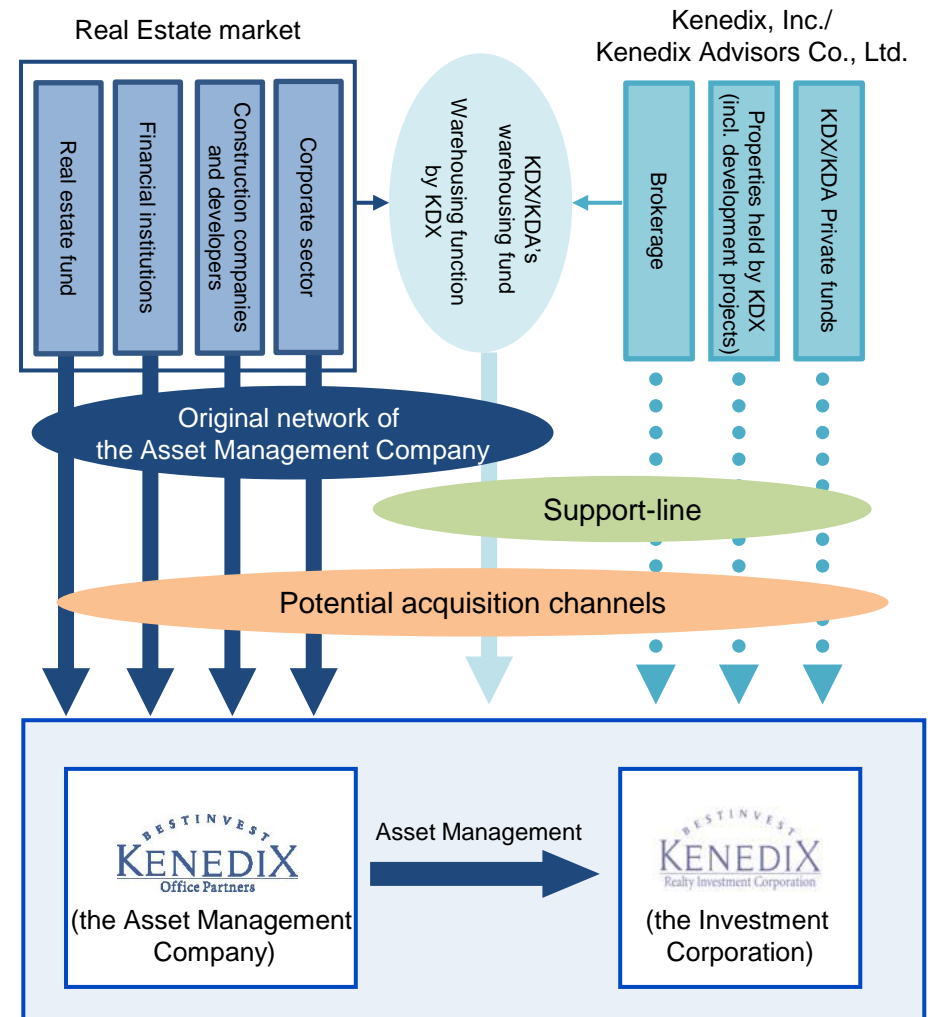 Real Estate market
Kenedix, Inc./
Kenedix Advisors Co., Ltd.
Real estate fund
Financial institutions
Construction companies
and developers
Corporate sector
KDX/KDA's
warehousing fund
Warehousing function
by KDX
Brokerage
Properties held by KDX
(incl. development projects)
KDX/KDA Private funds
Original network of
the Asset Management Company
Support-line
Potential acquisition channels
BESTINVEST
KENEDIX
Office Partners
(the Asset Management
Company)
Asset Management
BESTINVEST
KENEDIX
Realty Investment Corporation
(the Investment
Corporation)